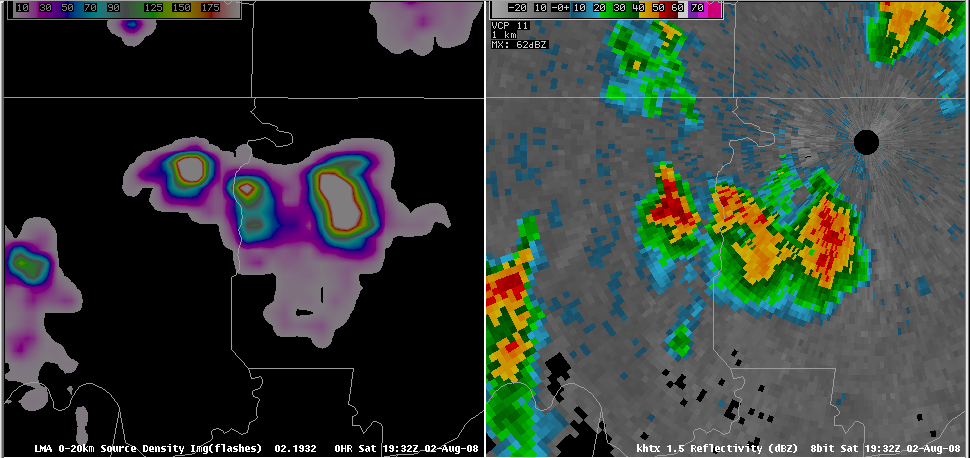 10 30 50 70 90 125 150 175
-20 10 -0+ 10 20 30 40 50 60 70
VCP 11
1 km
MX: 62dBZ
LMA 0-20km Source Density Img(flashes) 02.1932 0HR Sat 19:32Z 02-Aug-08
khtx 1.5 Reflectivity (dBZ) 8bit Sat 19:32Z 02-Aug-08